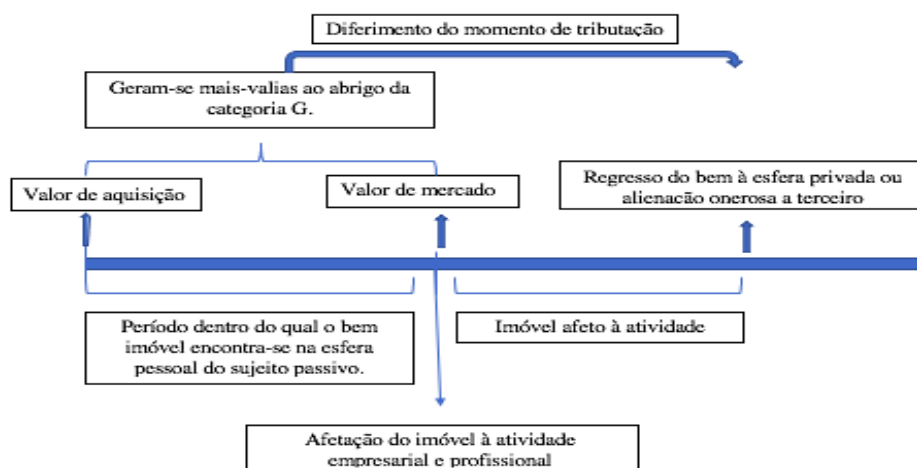 Diferimento do momento de tributação
Geram-se mais-valias ao abrigo da
categoria G.
Valor de aquisição
Valor de mercado
Regresso do bem à esfera privada ou
alienacão onerosa a terceiro
Período dentro do qual o bem
imóvel encontra-se na esfera
pessoal do sujeito passivo.
Imóvel afeto à atividade
Afetação do imóvel à atividade
empresarial e profissional